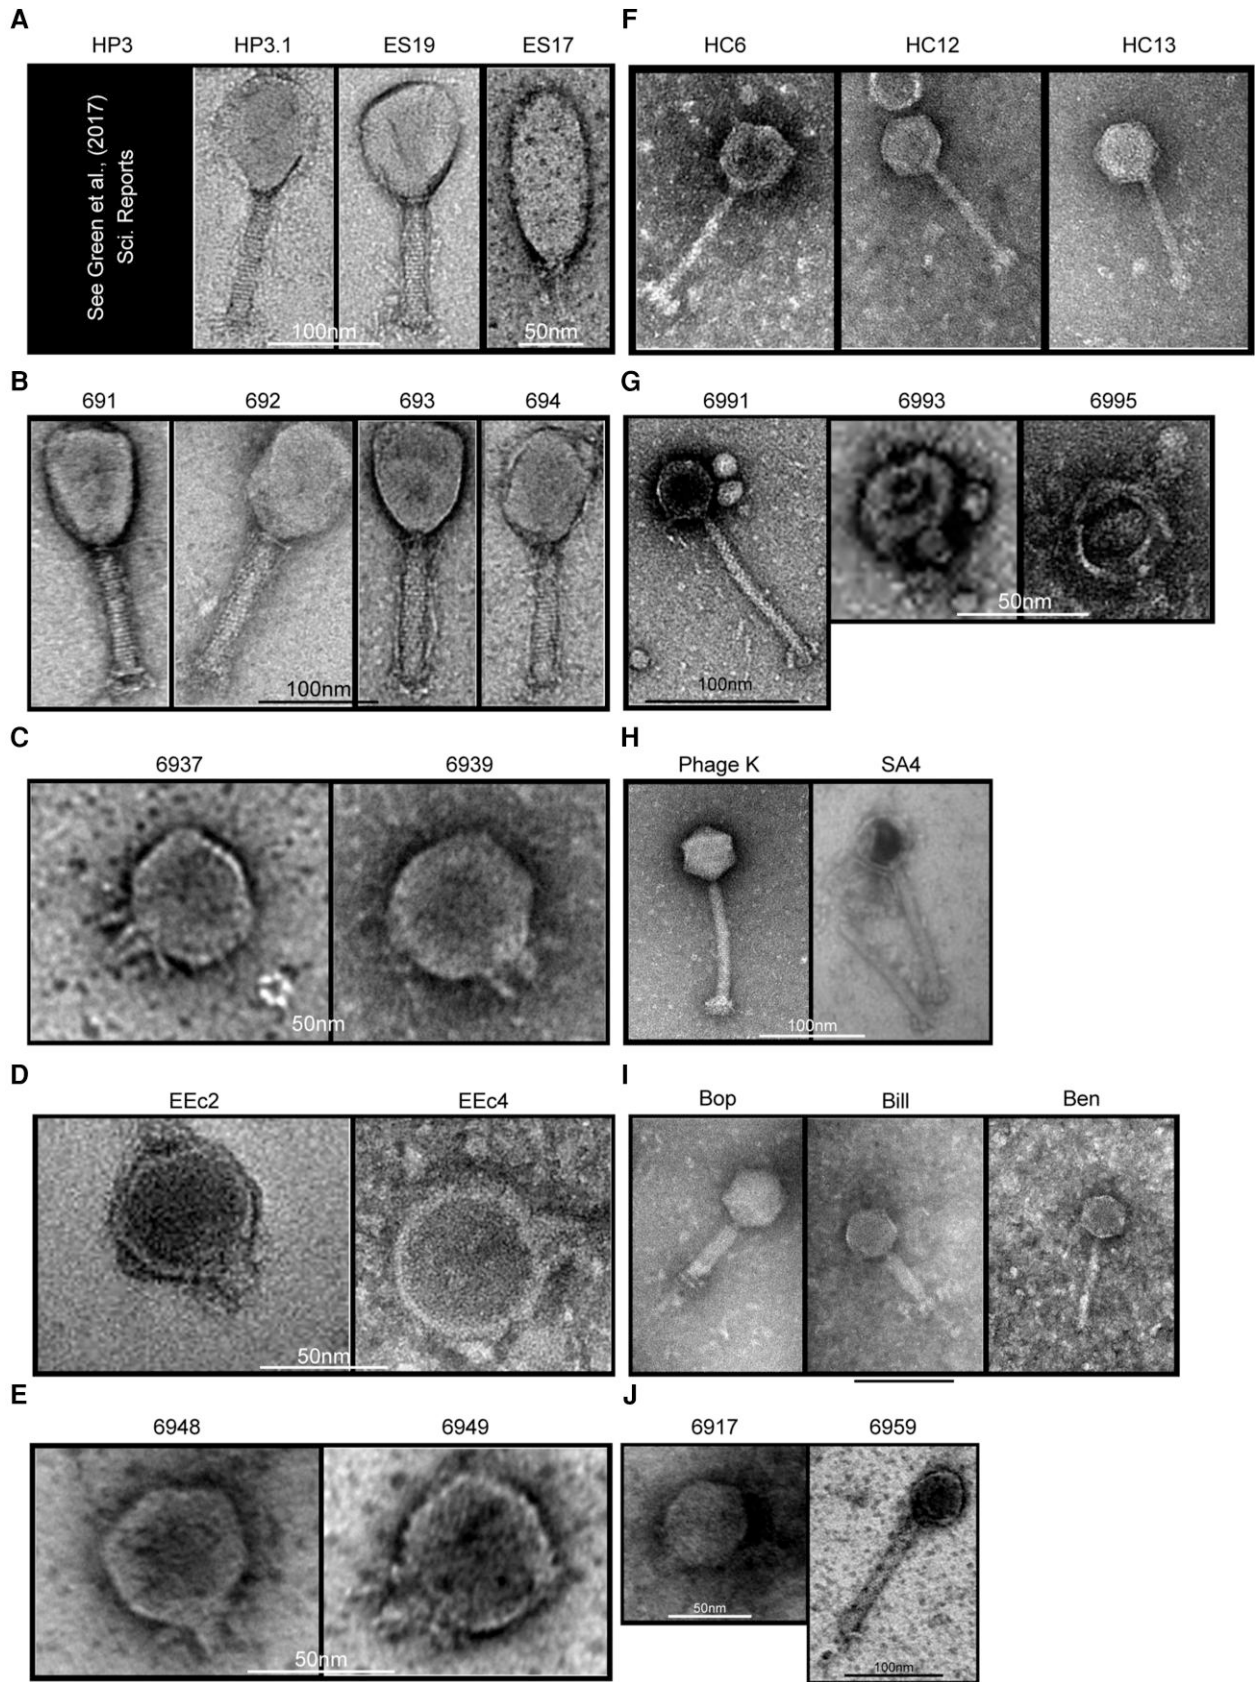 A
HP3 HP3.1 ES19 ES17
See Green et al., (2017)
Sci. Reports
100nm 50nm
B
691 692 693 694
100nm
C
6937 6939
50nm
D
EEc2 EEc4
50nm
E
6948 6949
50nm
F
HC6 HC12 HC13
G
6991 6993 6995
50nm
100nm
H
Phage K SA4
100nm
I
Bop Bill Ben
J
6917 6959
50nm
100nm